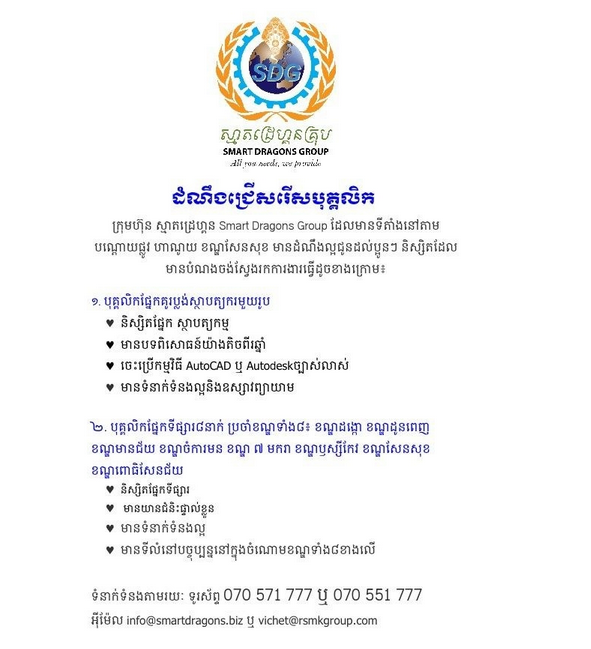 SDG
ស្មាតដ្រេហ្គនគ្រុប
SMART DRAGONS GROUP
All you needs, we provide
ដំណឹងជ្រើសរើសបុគ្គលិក
ក្រុមហ៊ុន ស្មាតដ្រេហ្គន Smart Dragons Group ដែលមានទីតាំងនៅតាម
បណ្តោយផ្លូវ ហាណូយ ខណ្ឌសែនសុខ មានដំណឹងល្អជូនដល់ប្អូនៗ និស្សិតដែល
មានបំណងចង់ស្វែងរកការងារធ្វើដូចខាងក្រោម៖
១. បុគ្គលិកផ្នែកគូរប្លង់ស្ថាបត្យករមួយរូប
♥ និស្សិតផ្នែក ស្ថាបត្យកម្ម
♥ មានបទពិសោធន៍យ៉ាងតិចពីរឆ្នាំ
♥ ចេះប្រើកម្មវិធី AutoCAD ឬ Autodeskច្បាស់លាស់
♥ មានទំនាក់ទំនងល្អនិងឧស្សាវព្យាយាម
២. បុគ្គលិកផ្នែកទីផ្សារ៨នាក់ ប្រចាំខណ្ឌទាំង៨៖ ខណ្ឌដង្កោ ខណ្ឌដូនពេញ
ខណ្ឌមានជ័យ ខណ្ឌចំការមន ខណ្ឌ ៧ មករា ខណ្ឌឫស្សីកែវ ខណ្ឌសែនសុខ
ខណ្ឌពោធិសែនជ័យ
♥ និស្សិតផ្នែកទីផ្សារ
♥ មានយានជំនិះផ្ទាល់ខ្លួន
♥ មានទំនាក់ទំនងល្អ
♥ មានទីលំនៅបច្ចុប្បន្ននៅក្នុងចំណោមខណ្ឌទាំង៨ខាងលើ
ទំនាក់ទំនងតាមរយៈ ទូរស័ព្ទ 070 571 777 ឬ 070 551 777
អ៊ីម៉ែល info@smartdragons.biz ឬ vichet@rsmkgroup.com